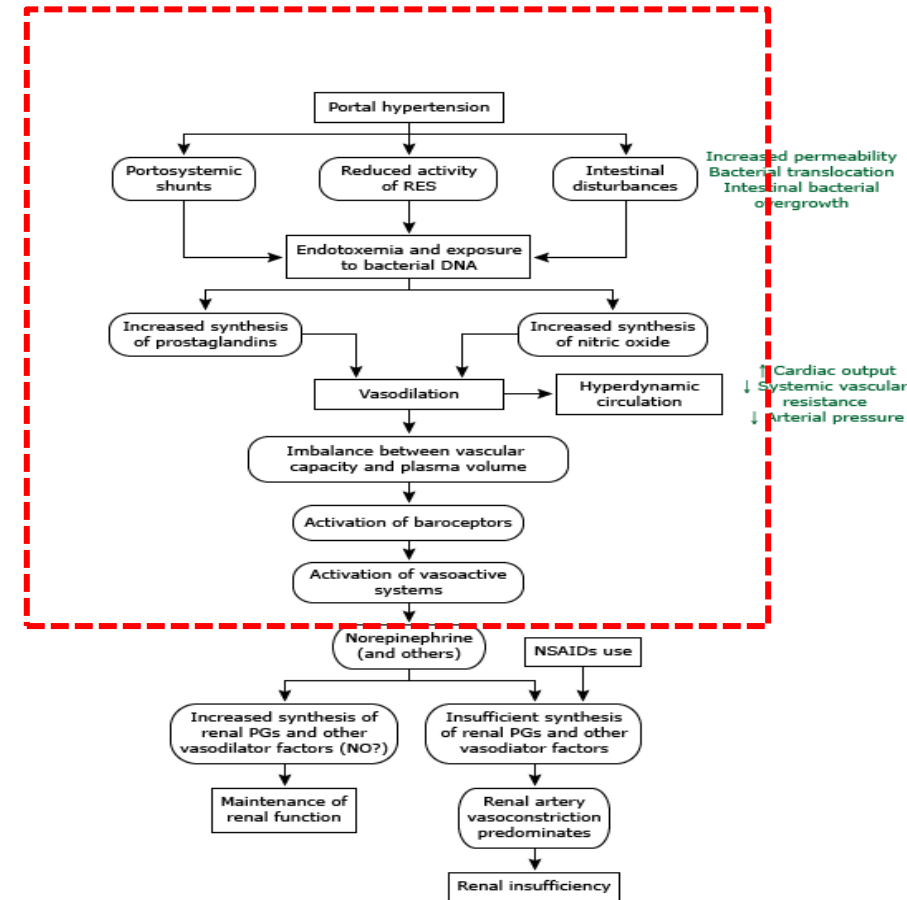 Portal hypertension
Portosystemic
shunts
Reduced activity
of RES
Intestinal
disturbances
Increased permeability
Bacterial translocation
Intestinal bacterial
overgrowth
Endotoxemia and exposure
to bacterial DNA
Increased synthesis
of prostaglandins
Increased synthesis
of nitric oxide
Vasodilation
Hyperdynamic
circulation
↑ Cardiac output
↓ Systemic vascular
resistance
↓ Arterial pressure
Imbalance between vascular
capacity and plasma volume
Activation of baroceptors
Activation of vasoactive
systems
Norepinephrine
(and others)
NSAIDs use
Increased synthesis of
renal PGs and other
vasodilator factors (NO?)
Insufficient synthesis
of renal PGs and other
vasodiator factors
Maintenance of
renal function
Renal artery
vasoconstriction
predominates
Renal insufficiency